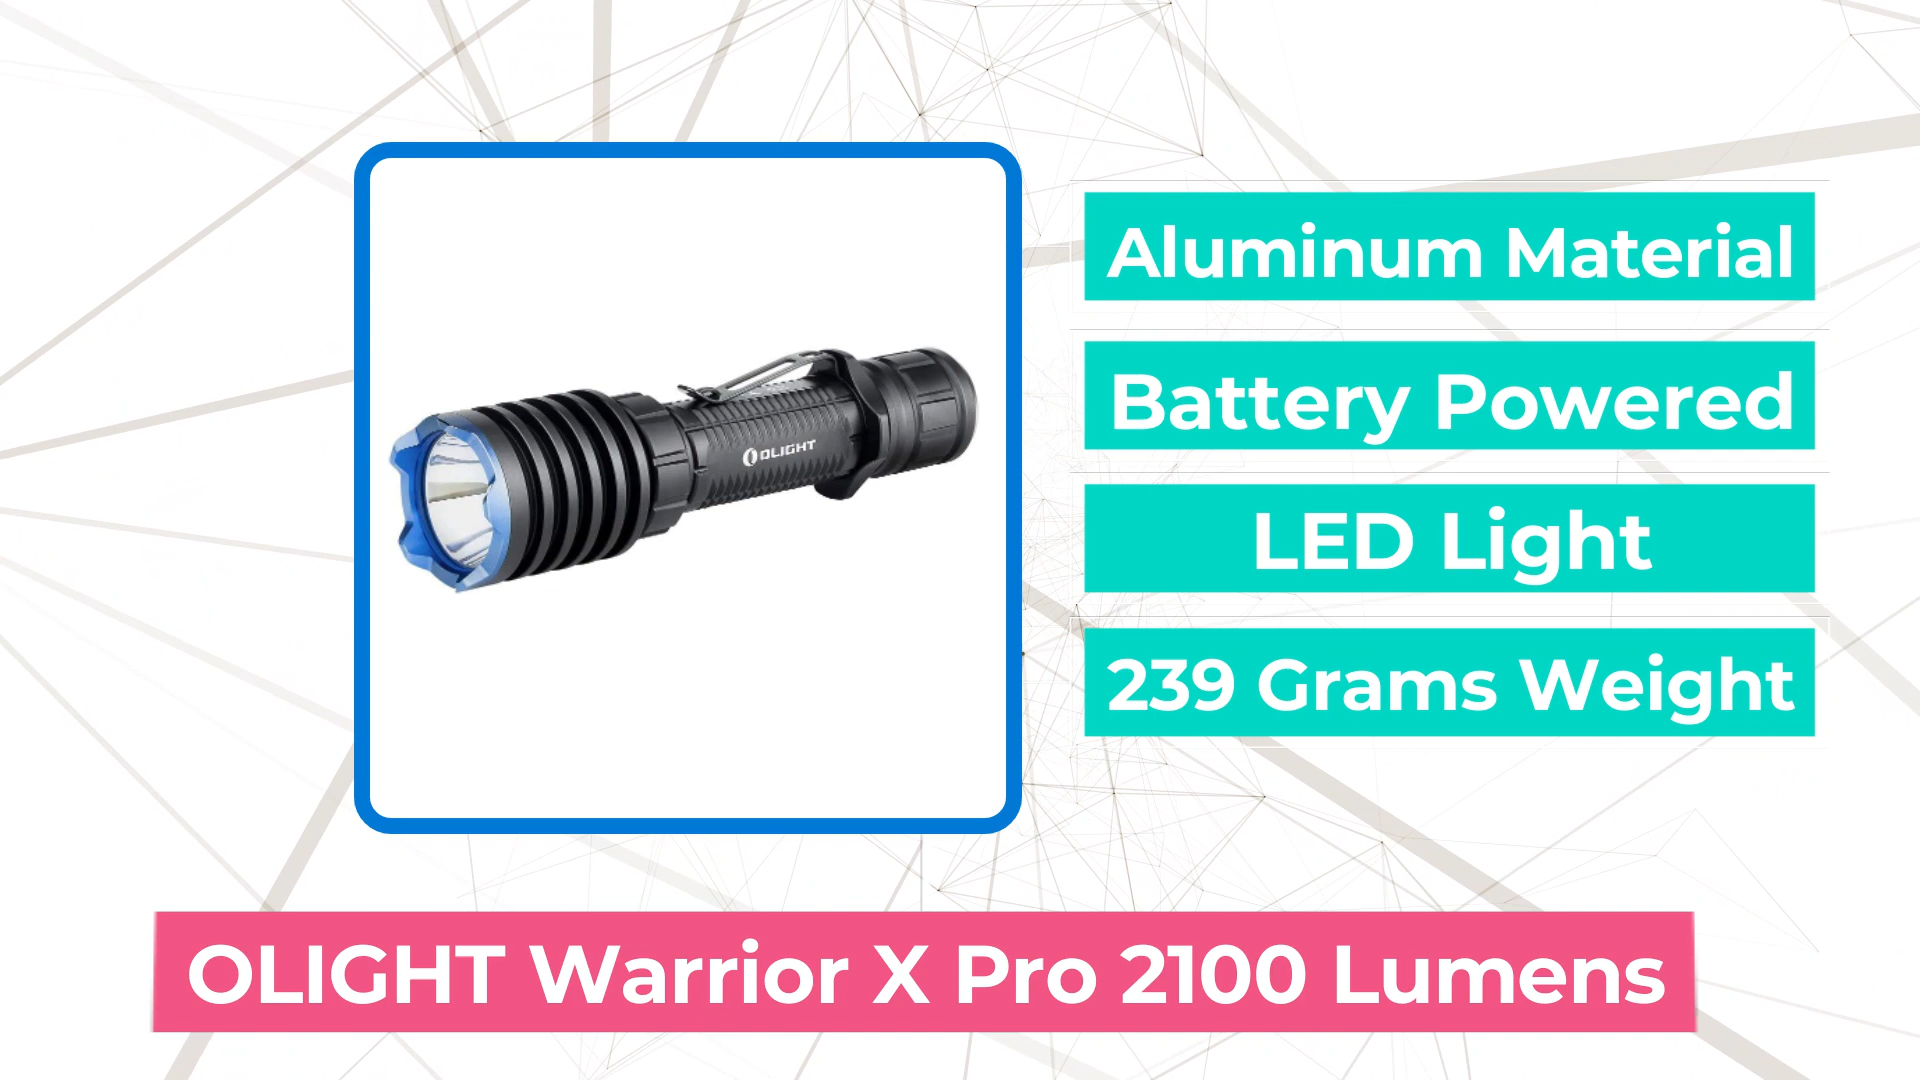 OLIGHT
Aluminum Material
Battery Powered
LED Light
239 Grams Weight
OLIGHT Warrior X Pro 2100 Lumens